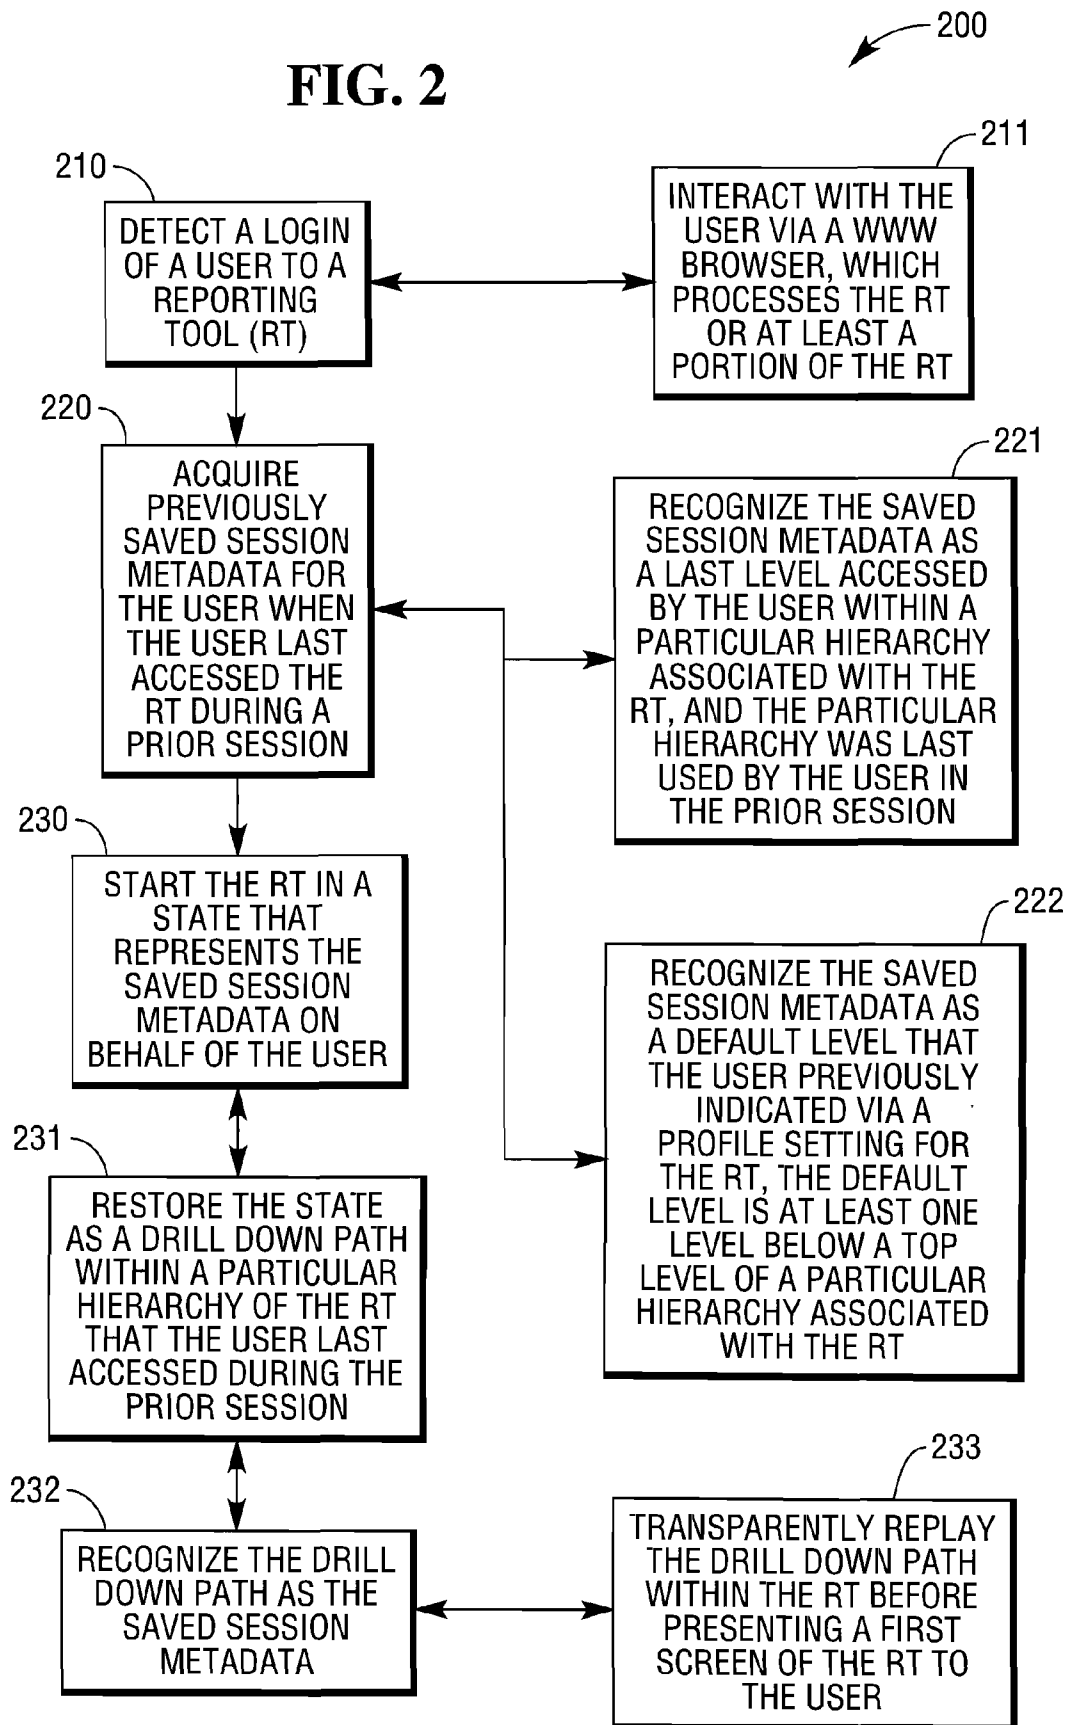 200
FIG. 2
210
DETECT A LOGIN
OF A USER TO A
REPORTING
TOOL (RT)
211
INTERACT WITH THE
USER VIA A WWW
BROWSER, WHICH
PROCESSES THE RT
OR AT LEAST A
PORTION OF THE RT
220
ACQUIRE
PREVIOUSLY
SAVED SESSION
METADATA FOR
THE USER WHEN
THE USER LAST
ACCESSED THE
RT DURING A
PRIOR SESSION
221
RECOGNIZE THE SAVED
SESSION METADATA AS
A LAST LEVEL ACCESSED
BY THE USER WITHIN A
PARTICULAR HIERARCHY
ASSOCIATED WITH THE
RT, AND THE PARTICULAR
HIERARCHY WAS LAST
USED BY THE USER IN
THE PRIOR SESSION
230
START THE RT IN A
STATE THAT
REPRESENTS THE
SAVED SESSION
METADATA ON
BEHALF OF THE USER
222
RECOGNIZE THE SAVED
SESSION METADATA AS
A DEFAULT LEVEL THAT
THE USER PREVIOUSLY
INDICATED VIA A
PROFILE SETTING FOR
THE RT, THE DEFAULT
LEVEL IS AT LEAST ONE
LEVEL BELOW A TOP
LEVEL OF A PARTICULAR
HIERARCHY ASSOCIATED
WITH THE RT
231
RESTORE THE STATE
AS A DRILL DOWN PATH
WITHIN A PARTICULAR
HIERARCHY OF THE RT
THAT THE USER LAST
ACCESSED DURING THE
PRIOR SESSION
232
RECOGNIZE THE DRILL
DOWN PATH AS THE
SAVED SESSION
METADATA
233
TRANSPARENTLY REPLAY
THE DRILL DOWN PATH
WITHIN THE RT BEFORE
PRESENTING A FIRST
SCREEN OF THE RT TO
THE USER